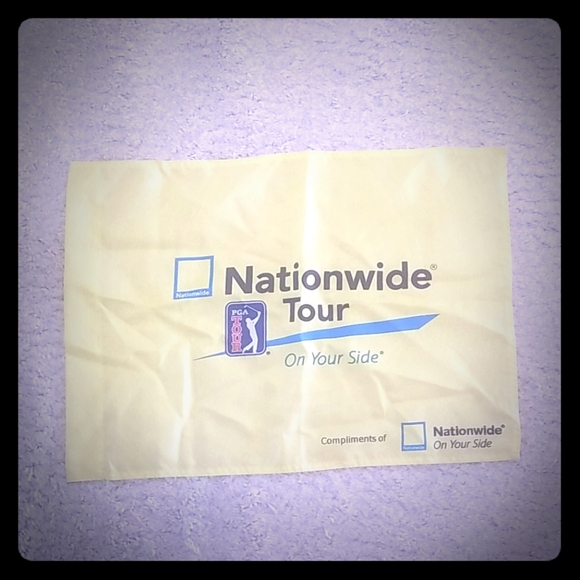 Nationwide
Nationwide®
PGA
TOUR
Tour
On Your Side®
Compliments of
Nationwide®
On Your Side